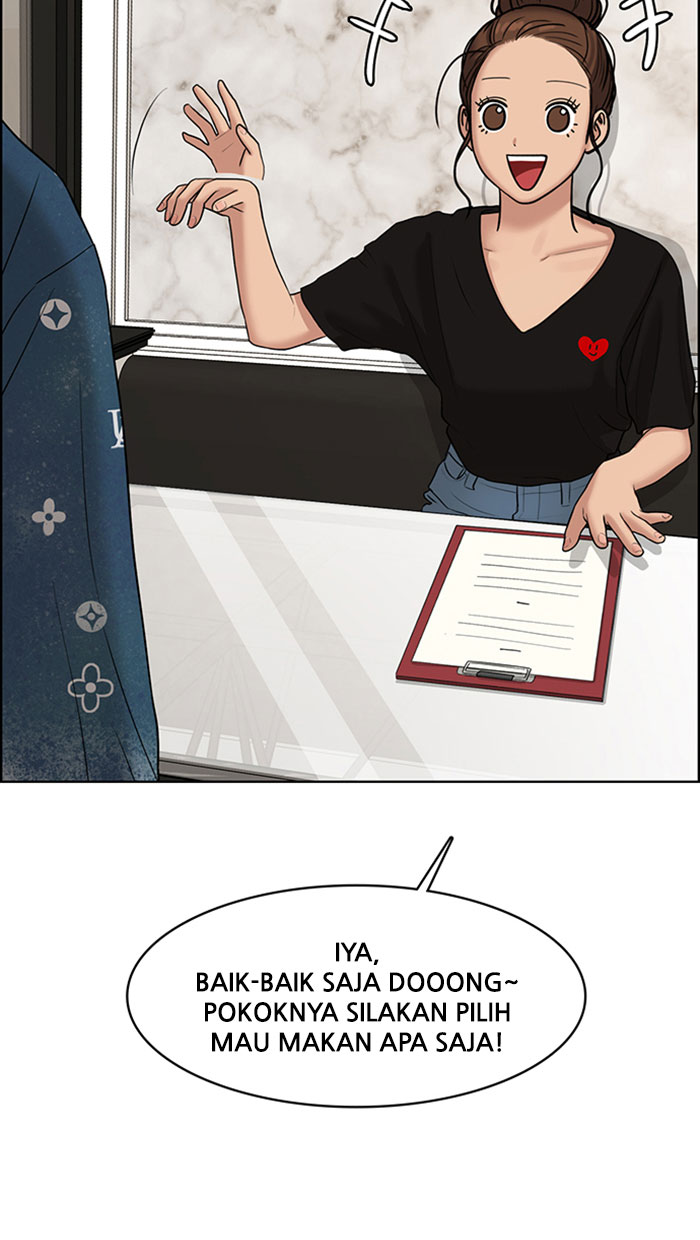 IYA,
BAIK-BAIK SAJA DOOONG~
POKOKNYA SILAKAN PILIH
MAU MAKAN APA SAJA!